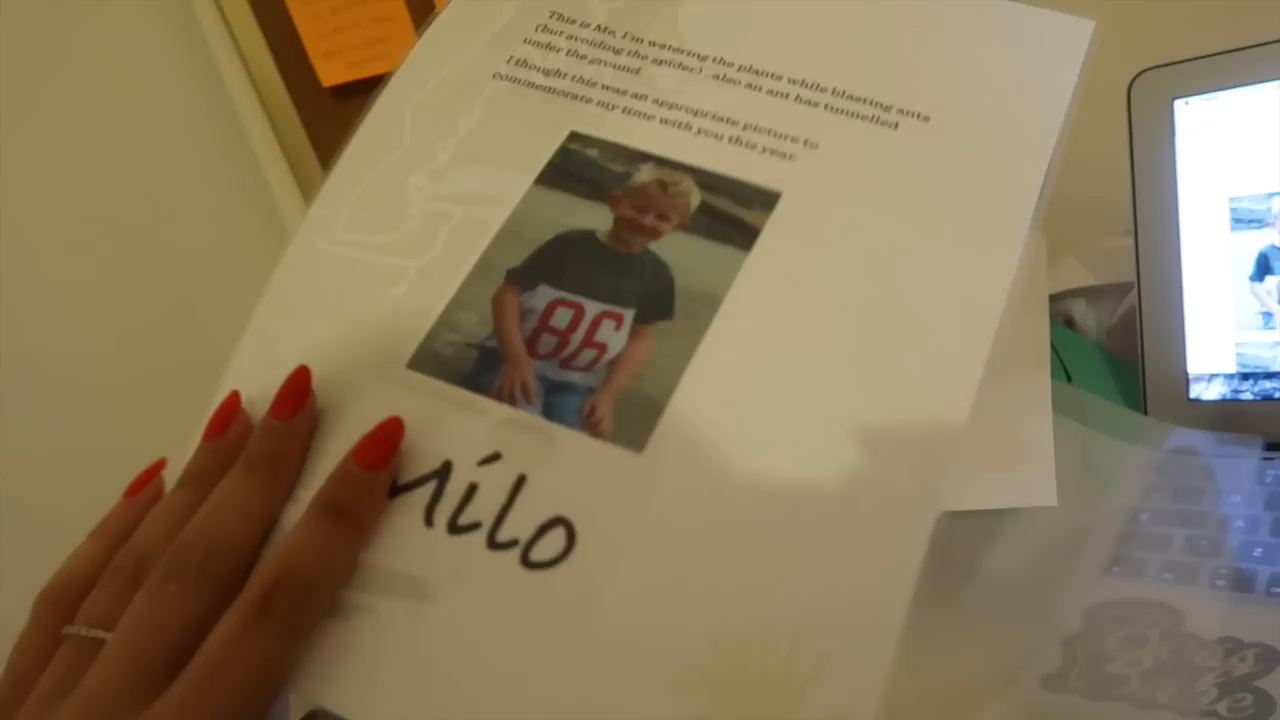 This is Me, I'm watering the plants while blasting ants
(but avoiding the spider) . also an ant has tunnelled
under the ground
I thought this was an appropriate picture to
commemorate my time with you this year.
86
Milo